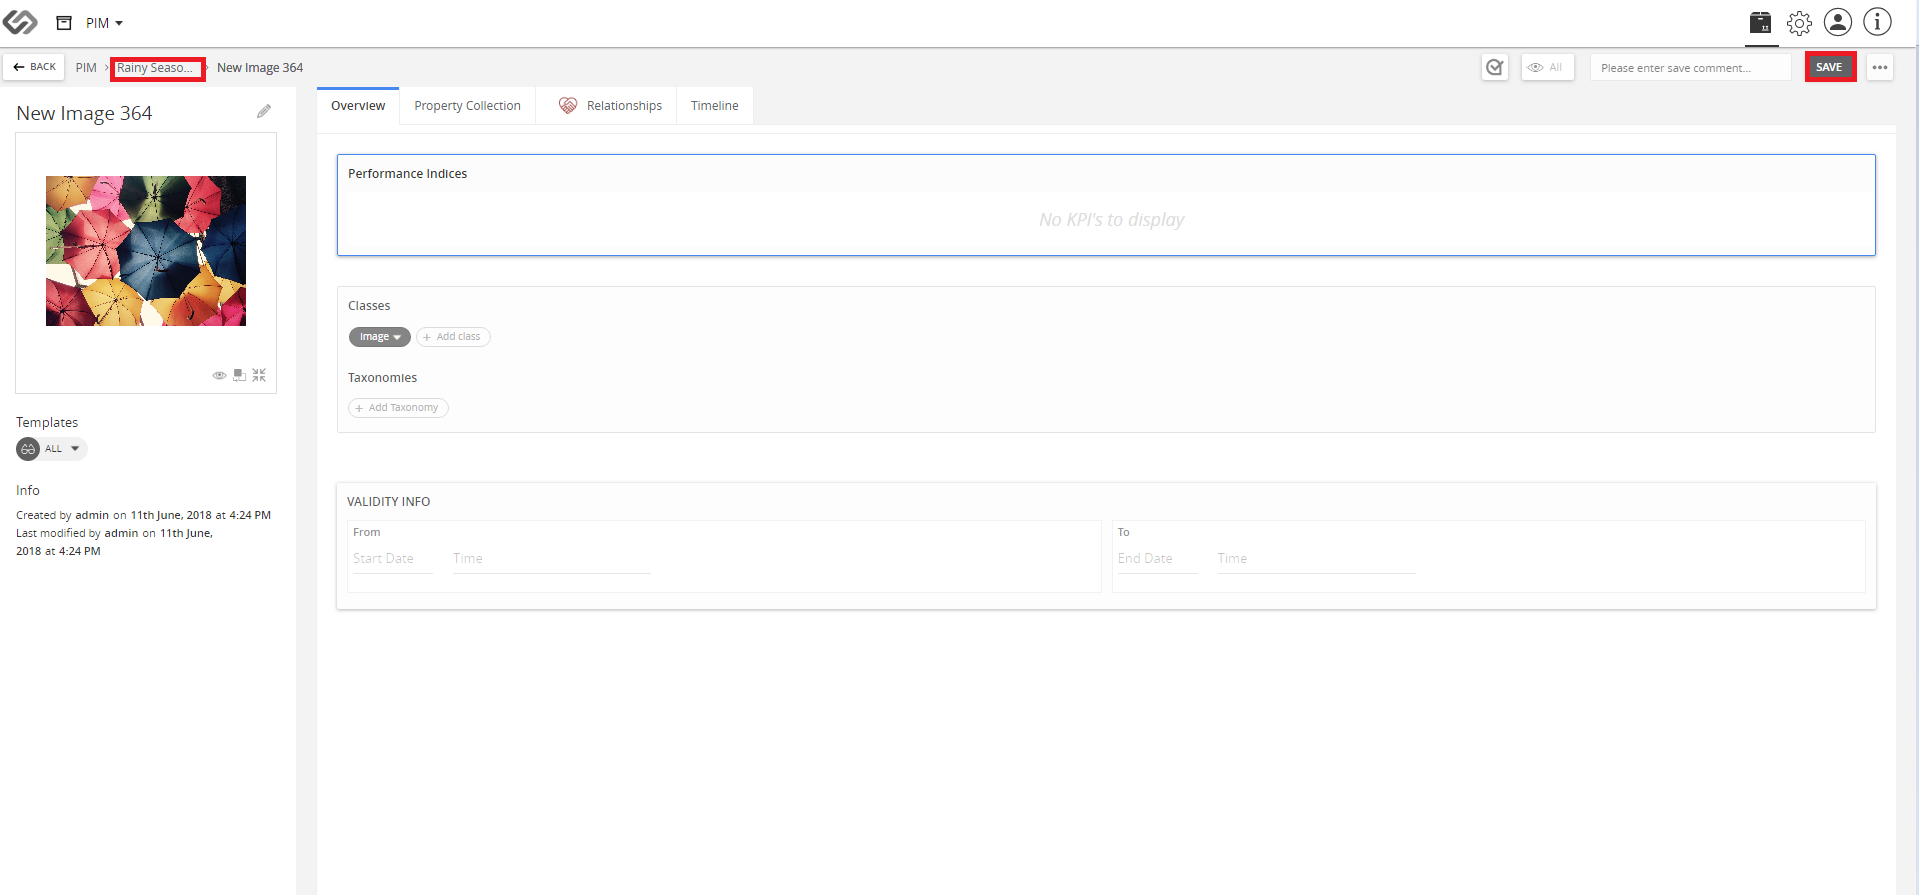 PIM
BACK
PIM › Rainy Seaso... › New Image 364
All
Please enter save comment...
SAVE
New Image 364
Overview
Property Collection
Relationships
Timeline
Performance Indices
No KPI's to display
Classes
Image
+ Add class
Taxonomies
+ Add Taxonomy
Templates
ALL
Info
Created by admin on 11th June, 2018 at 4:24 PM
Last modified by admin on 11th June,
2018 at 4:24 PM
VALIDITY INFO
From
Start Date
Time
To
End Date
Time